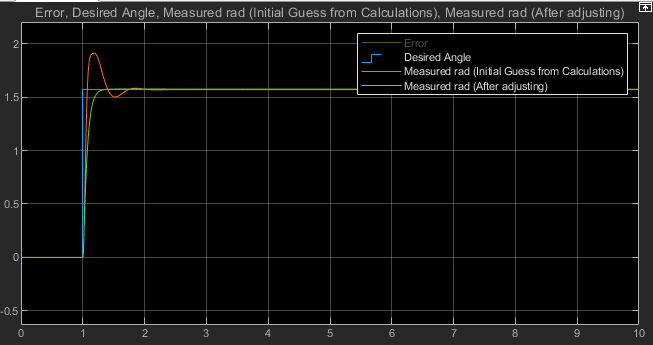 Error, Desired Angle, Measured rad (Initial Guess from Calculations), Measured rad (After adjusting)
Error
Desired Angle
Measured rad (Initial Guess from Calculations)
Measured rad (After adjusting)
2
1.5
1
0.5
0
-0.5
0 1 2 3 4 5 6 7 8 9 10